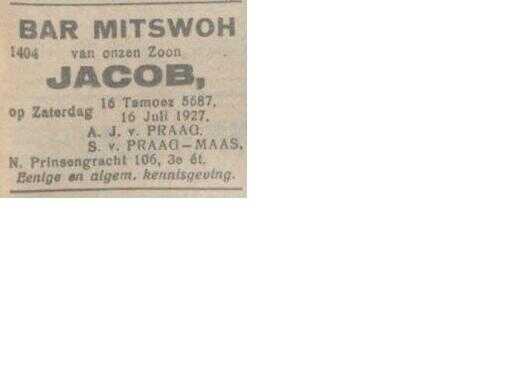 BAR MITSWOH
1404 van onzen Zoon
JACOB,
op Zaterdag 16 Tamoez 5687,
16 Juli 1927.
A. J. v. PRAAG.
S. v. PRAAG—MAAS.
N. Prinsengracht 106, 3e ét.
Eenige en algem. kennisgeving.